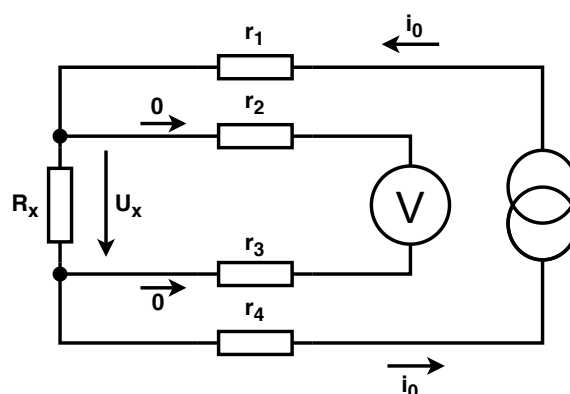 r₁
i₀
0
r₂
Rₓ
Uₓ
V
r₃
0
r₄
i₀